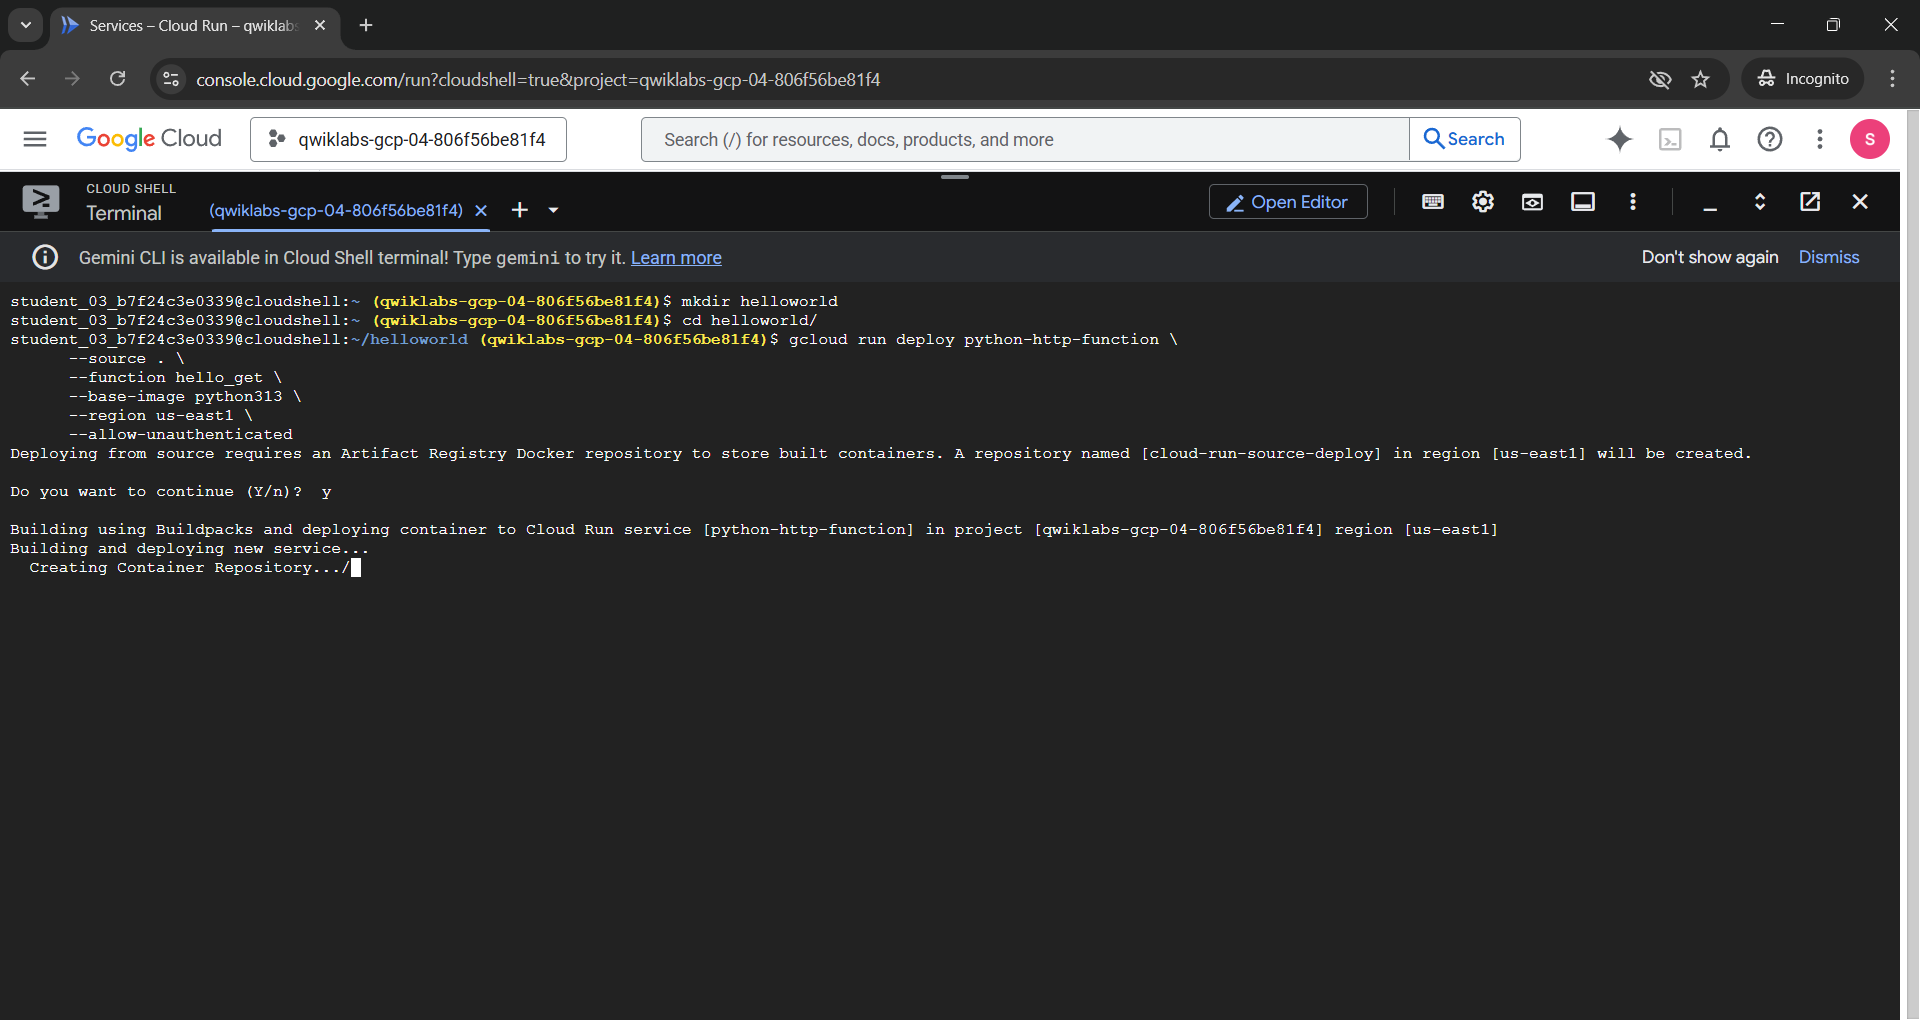 Services – Cloud Run – qwiklabs
console.cloud.google.com/run?cloudshell=true&project=qwiklabs-gcp-04-806f56be81f4
Incognito
Google Cloud
qwiklabs-gcp-04-806f56be81f4
Search (/) for resources, docs, products, and more
Search
S
CLOUD SHELL
Terminal
(qwiklabs-gcp-04-806f56be81f4)
Open Editor
Gemini CLI is available in Cloud Shell terminal! Type gemini to try it. Learn more
Don't show again
Dismiss
student_03_b7f24c3e0339@cloudshell:~ (qwiklabs-gcp-04-806f56be81f4)$ mkdir helloworld
student_03_b7f24c3e0339@cloudshell:~ (qwiklabs-gcp-04-806f56be81f4)$ cd helloworld/
student_03_b7f24c3e0339@cloudshell:~/helloworld (qwiklabs-gcp-04-806f56be81f4)$ gcloud run deploy python-http-function \
--source . \
--function hello_get \
--base-image python313 \
--region us-east1 \
--allow-unauthenticated
Deploying from source requires an Artifact Registry Docker repository to store built containers. A repository named [cloud-run-source-deploy] in region [us-east1] will be created.
Do you want to continue (Y/n)?  y
Building using Buildpacks and deploying container to Cloud Run service [python-http-function] in project [qwiklabs-gcp-04-806f56be81f4] region [us-east1]
Building and deploying new service...
Creating Container Repository.../